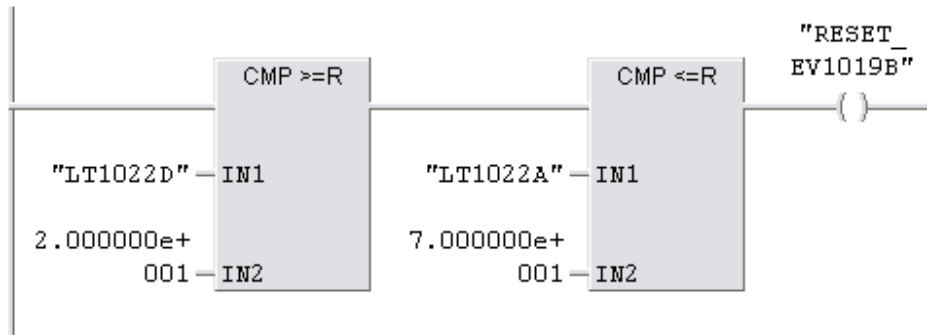 "RESET_
EV1019B"
CMP >=R
CMP <=R
"LT1022D"
IN1
"LT1022A"
IN1
2.000000e+
001
IN2
7.000000e+
001
IN2